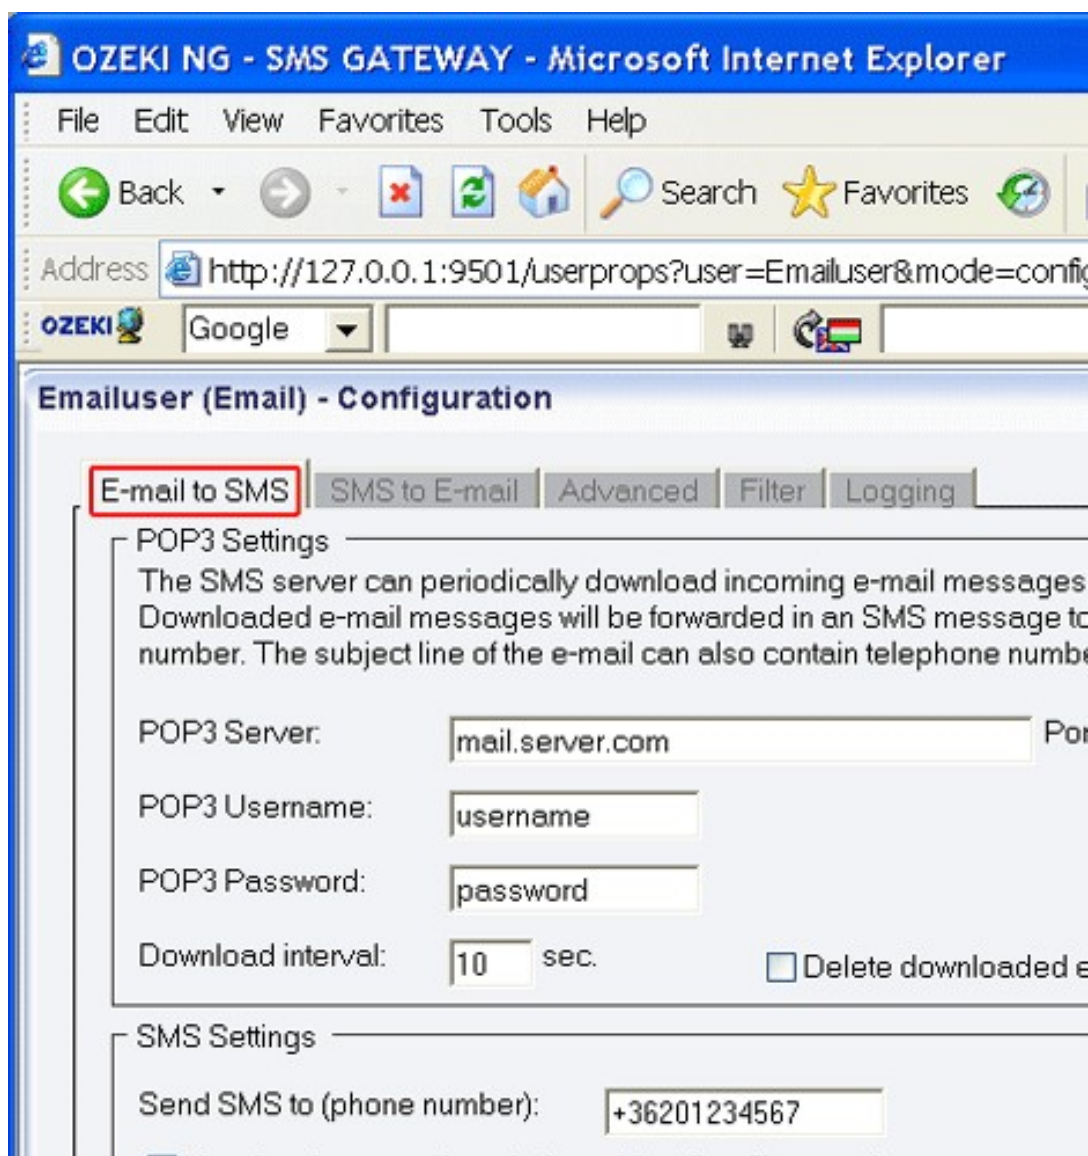 OZEKI NG - SMS GATEWAY - Microsoft Internet Explorer
File Edit View Favorites Tools Help
Back Search Favorites
Address http://127.0.0.1:9501/userprops?user=Emailuser&mode=config
OZEKI Google
Emailuser (Email) - Configuration
E-mail to SMS SMS to E-mail Advanced Filter Logging
POP3 Settings
The SMS server can periodically download incoming e-mail messages
Downloaded e-mail messages will be forwarded in an SMS message to
number. The subject line of the e-mail can also contain telephone
POP3 Server: mail.server.com
POP3 Username: username
POP3 Password: password
Download interval: 10 sec. Delete downloaded
SMS Settings
Send SMS to (phone number): +36201234567